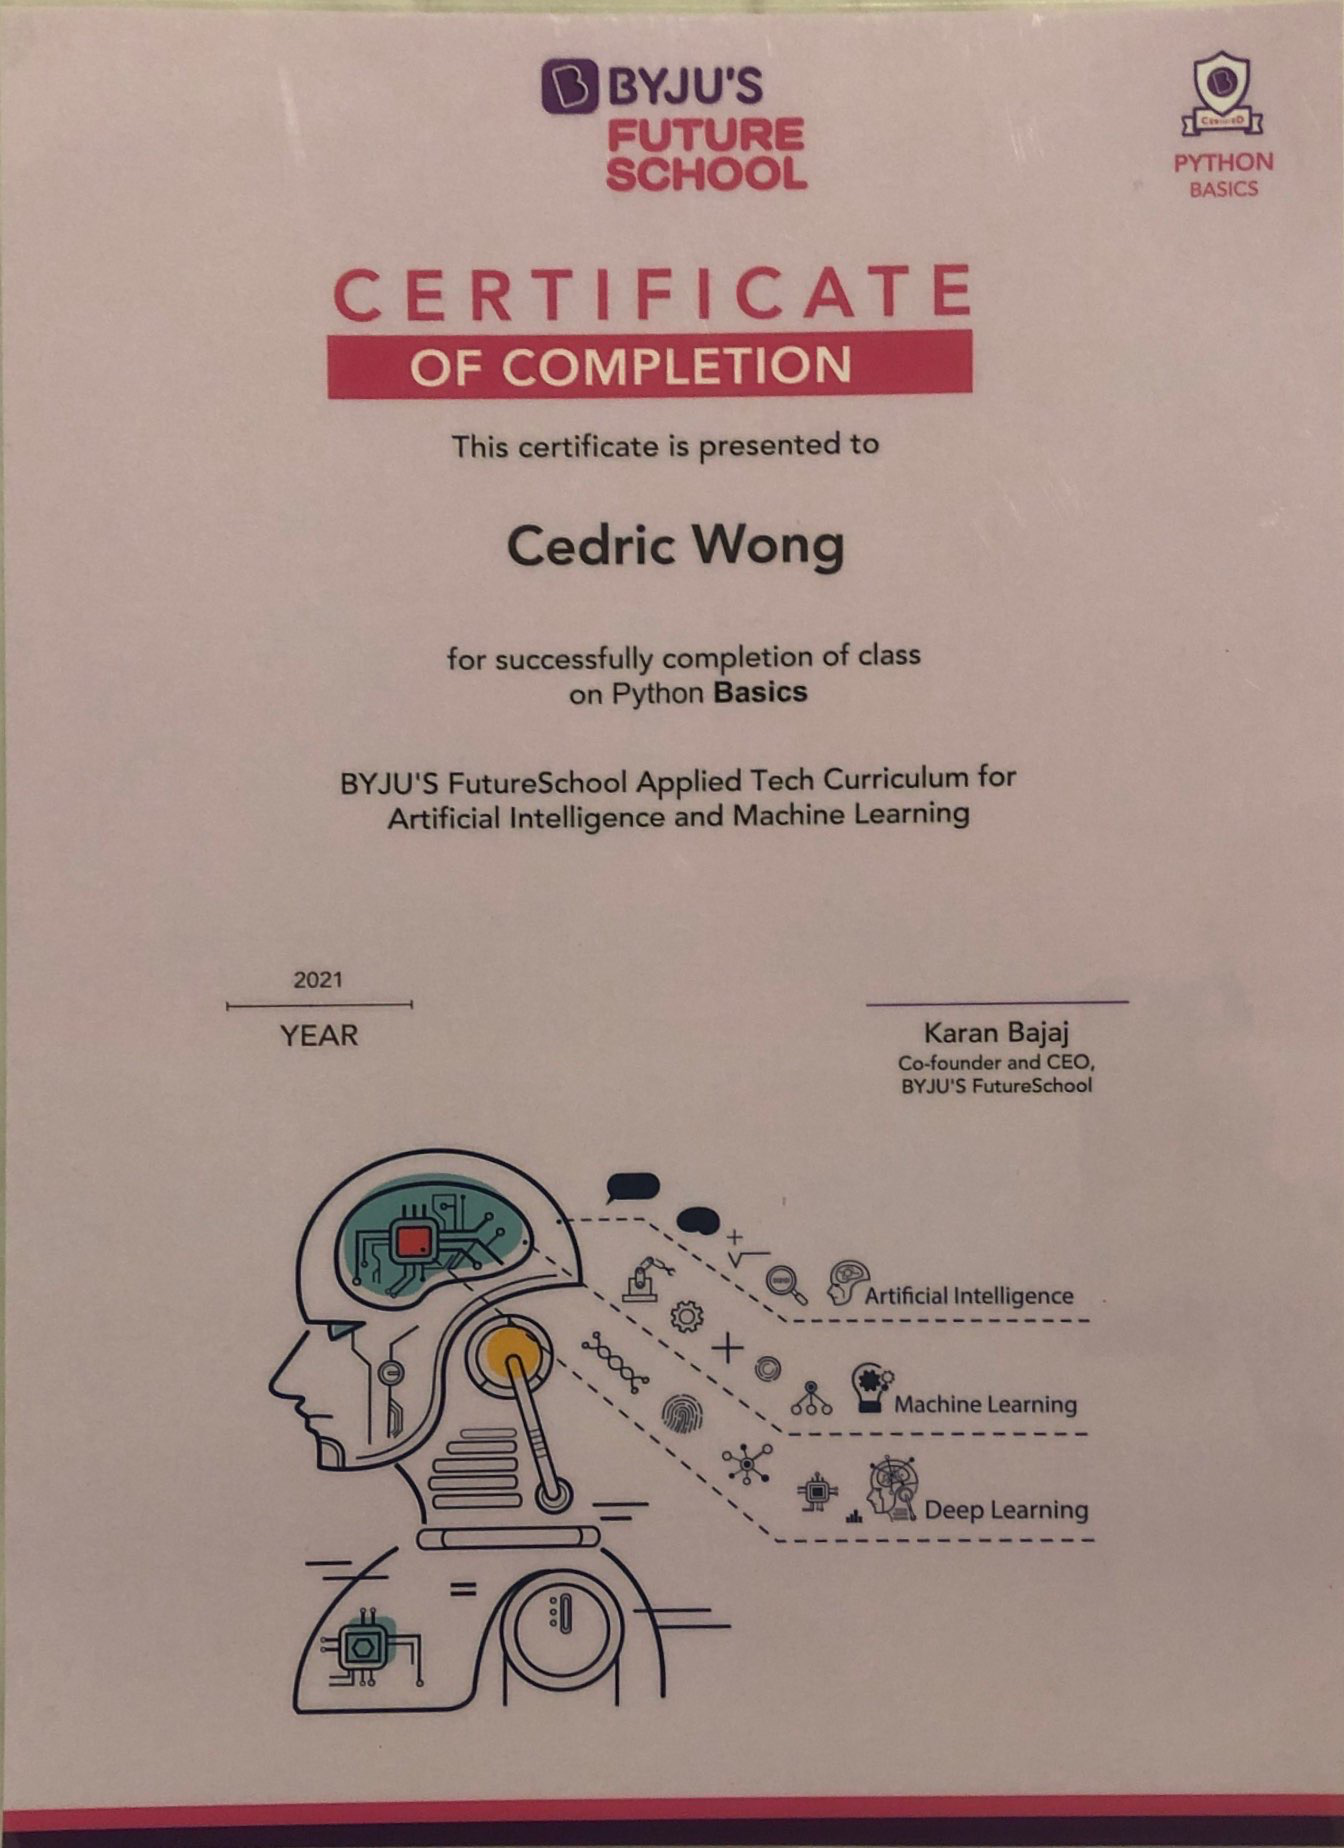 BYJU'S
FUTURE
SCHOOL
CERTIFIED
PYTHON
BASICS
CERTIFICATE
OF COMPLETION
This certificate is presented to
Cedric Wong
for successfully completion of class
on Python Basics
BYJU'S FutureSchool Applied Tech Curriculum for
Artificial Intelligence and Machine Learning
2021
YEAR
Karan Bajaj
Co-founder and CEO,
BYJU'S FutureSchool
Artificial Intelligence
Machine Learning
Deep Learning